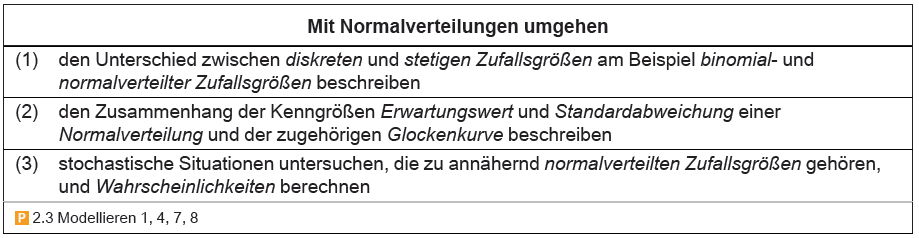 Mit Normalverteilungen umgehen
(1) den Unterschied zwischen diskreten und stetigen Zufallsgrößen am Beispiel binomial- und
normalverteilter Zufallsgrößen beschreiben
(2) den Zusammenhang der Kenngrößen Erwartungswert und Standardabweichung einer
Normalverteilung und der zugehörigen Glockenkurve beschreiben
(3) stochastische Situationen untersuchen, die zu annähernd normalverteilten Zufallsgrößen gehören,
und Wahrscheinlichkeiten berechnen
P 2.3 Modellieren 1, 4, 7, 8